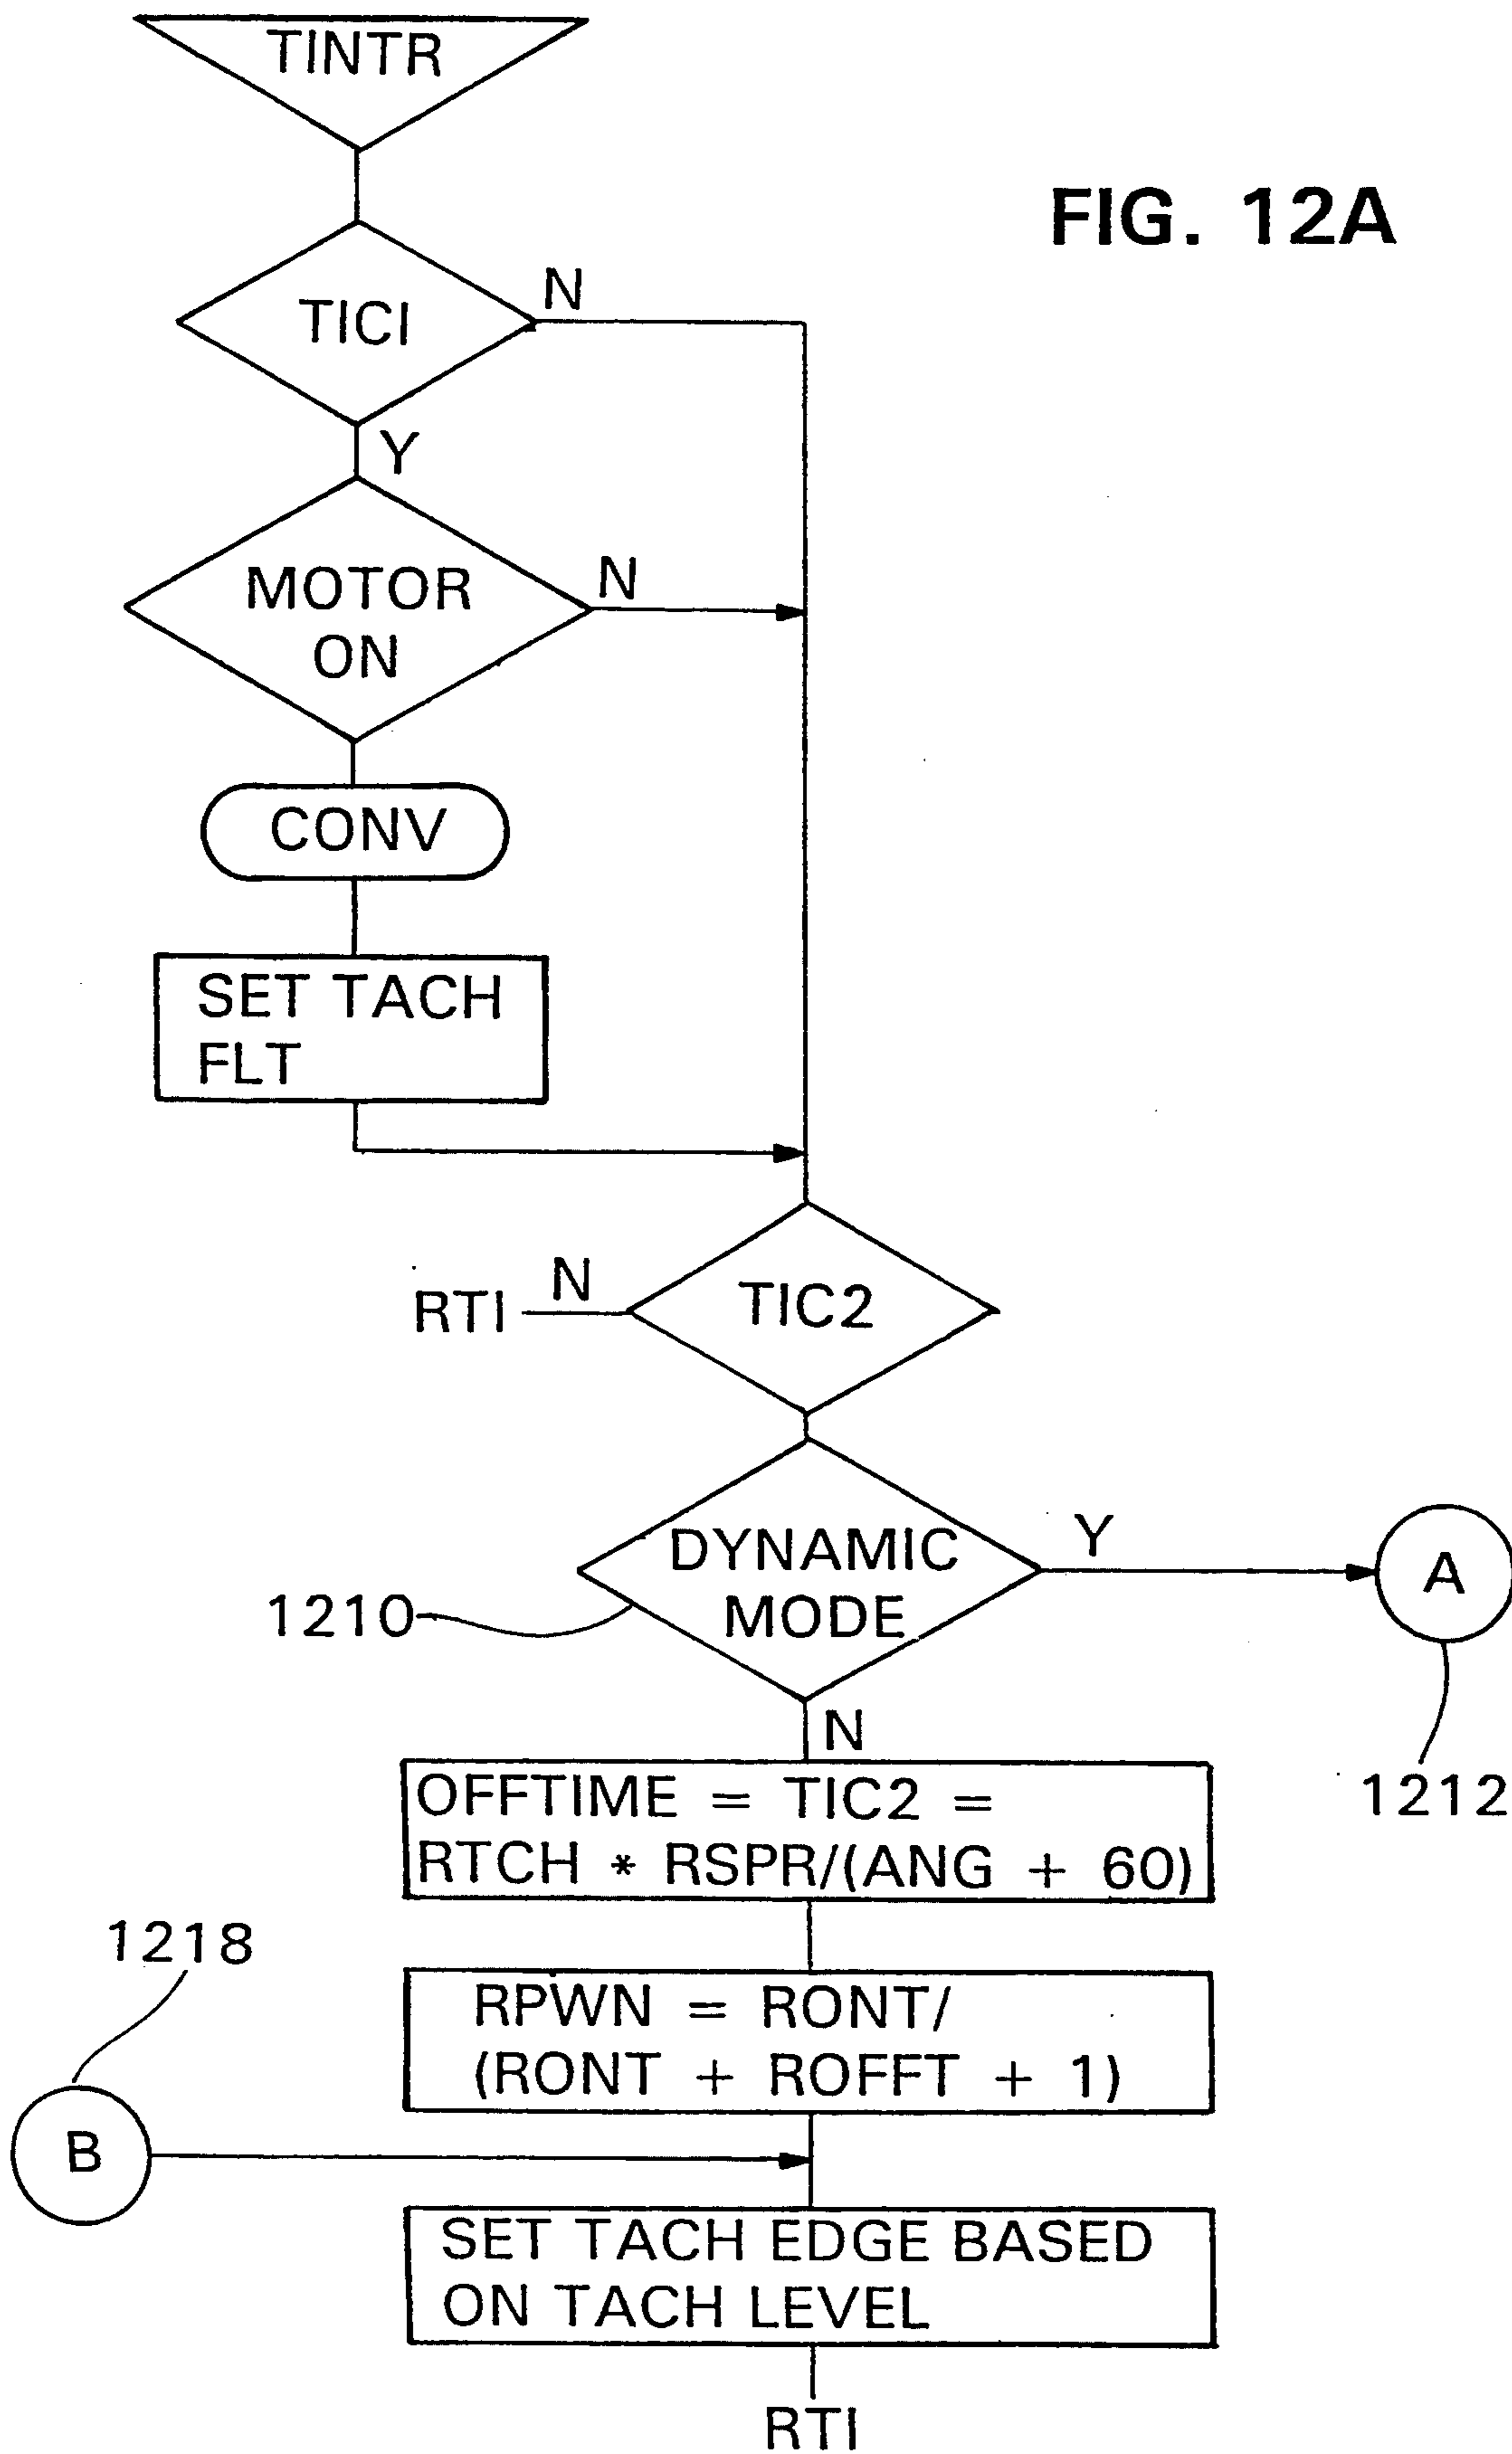 TINTR
FIG. 12A
TICI
N
Y
MOTOR
ON
N
CONV
SET TACH
FLT
RTI
N
TIC2
DYNAMIC
MODE
Y
A
1210
N
1212
OFFTIME = TIC2 =
RTCH * RSPR/(ANG + 60)
1218
RPWN = RONT/
(RONT + ROFFT + 1)
B
SET TACH EDGE BASED
ON TACH LEVEL
RTI